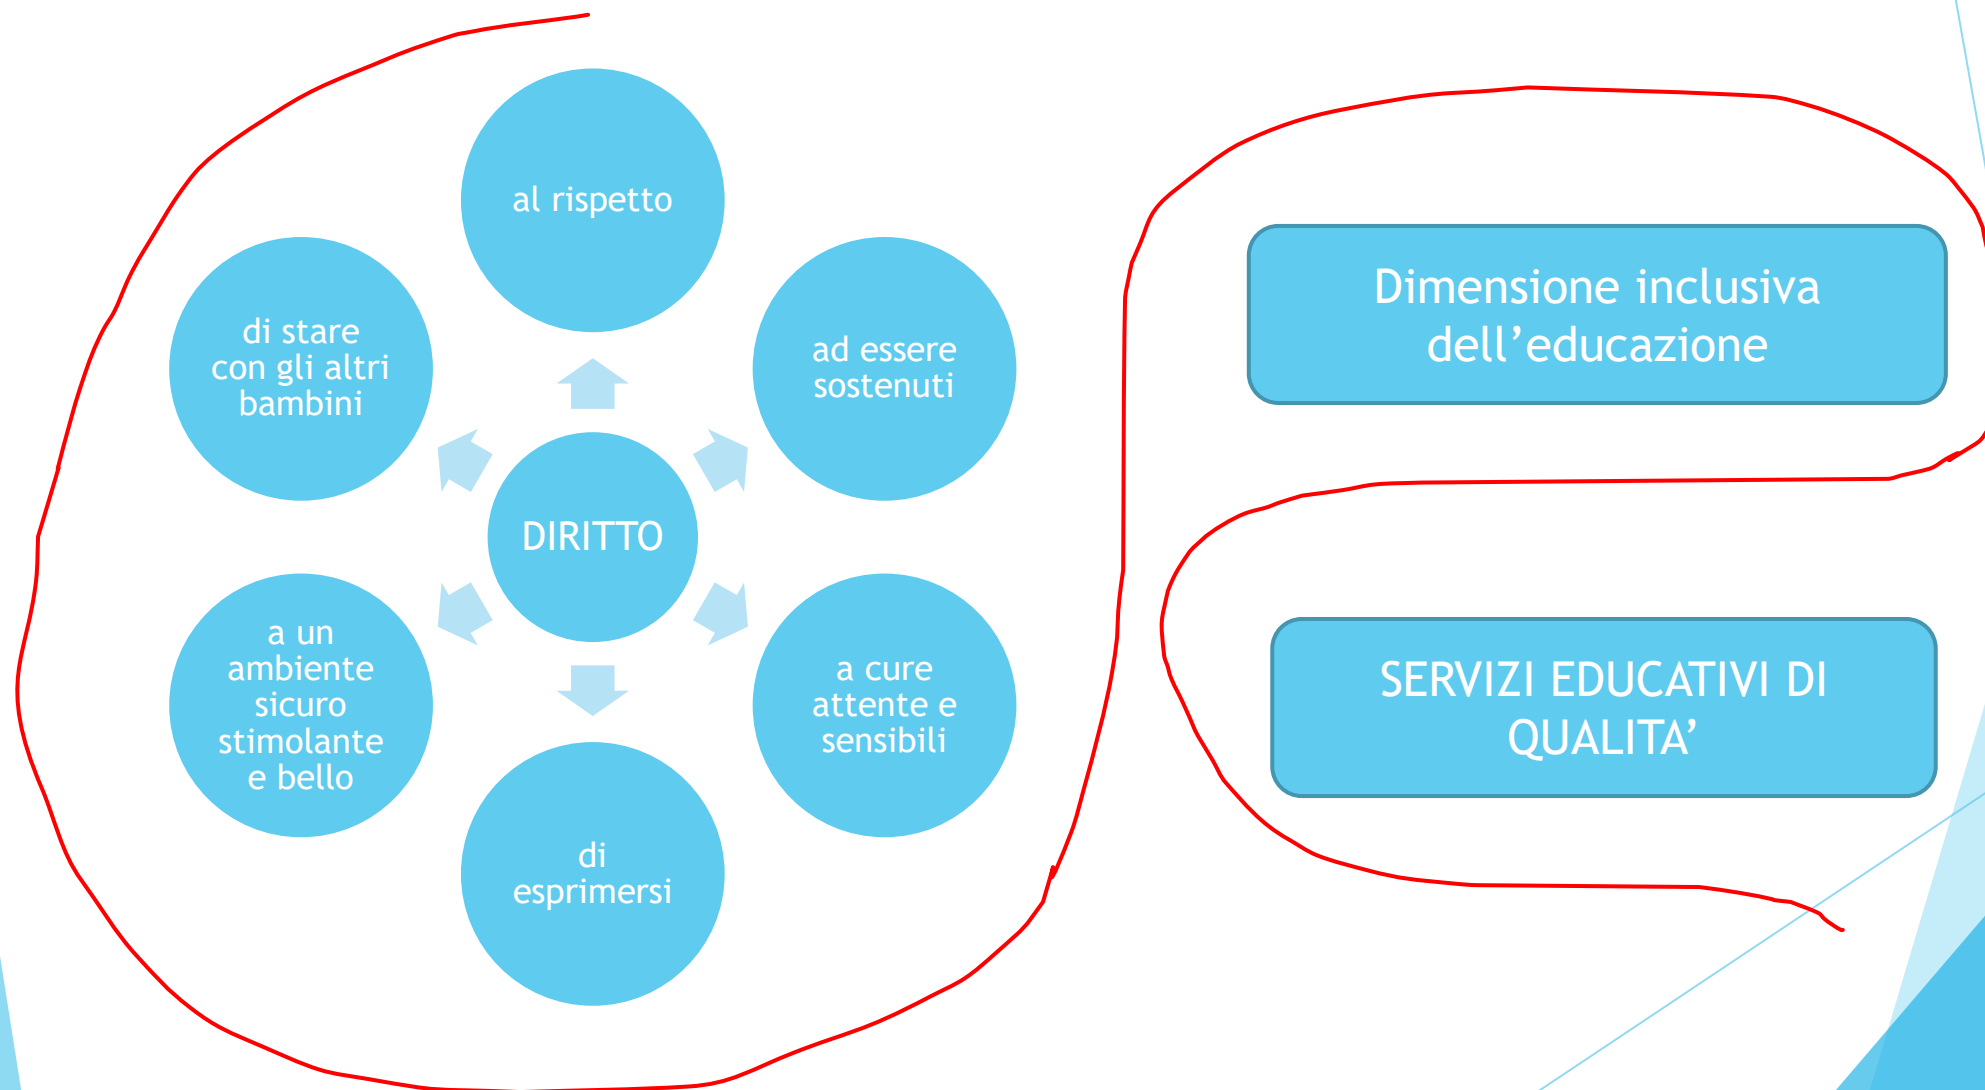 al rispetto
ad essere
sostenuti
a cure
attente e
sensibili
di
esprimersi
a un
ambiente
sicuro
stimolante
e bello
di stare
con gli altri
bambini
DIRITTO
Dimensione inclusiva
dell’educazione
SERVIZI EDUCATIVI DI
QUALITA’